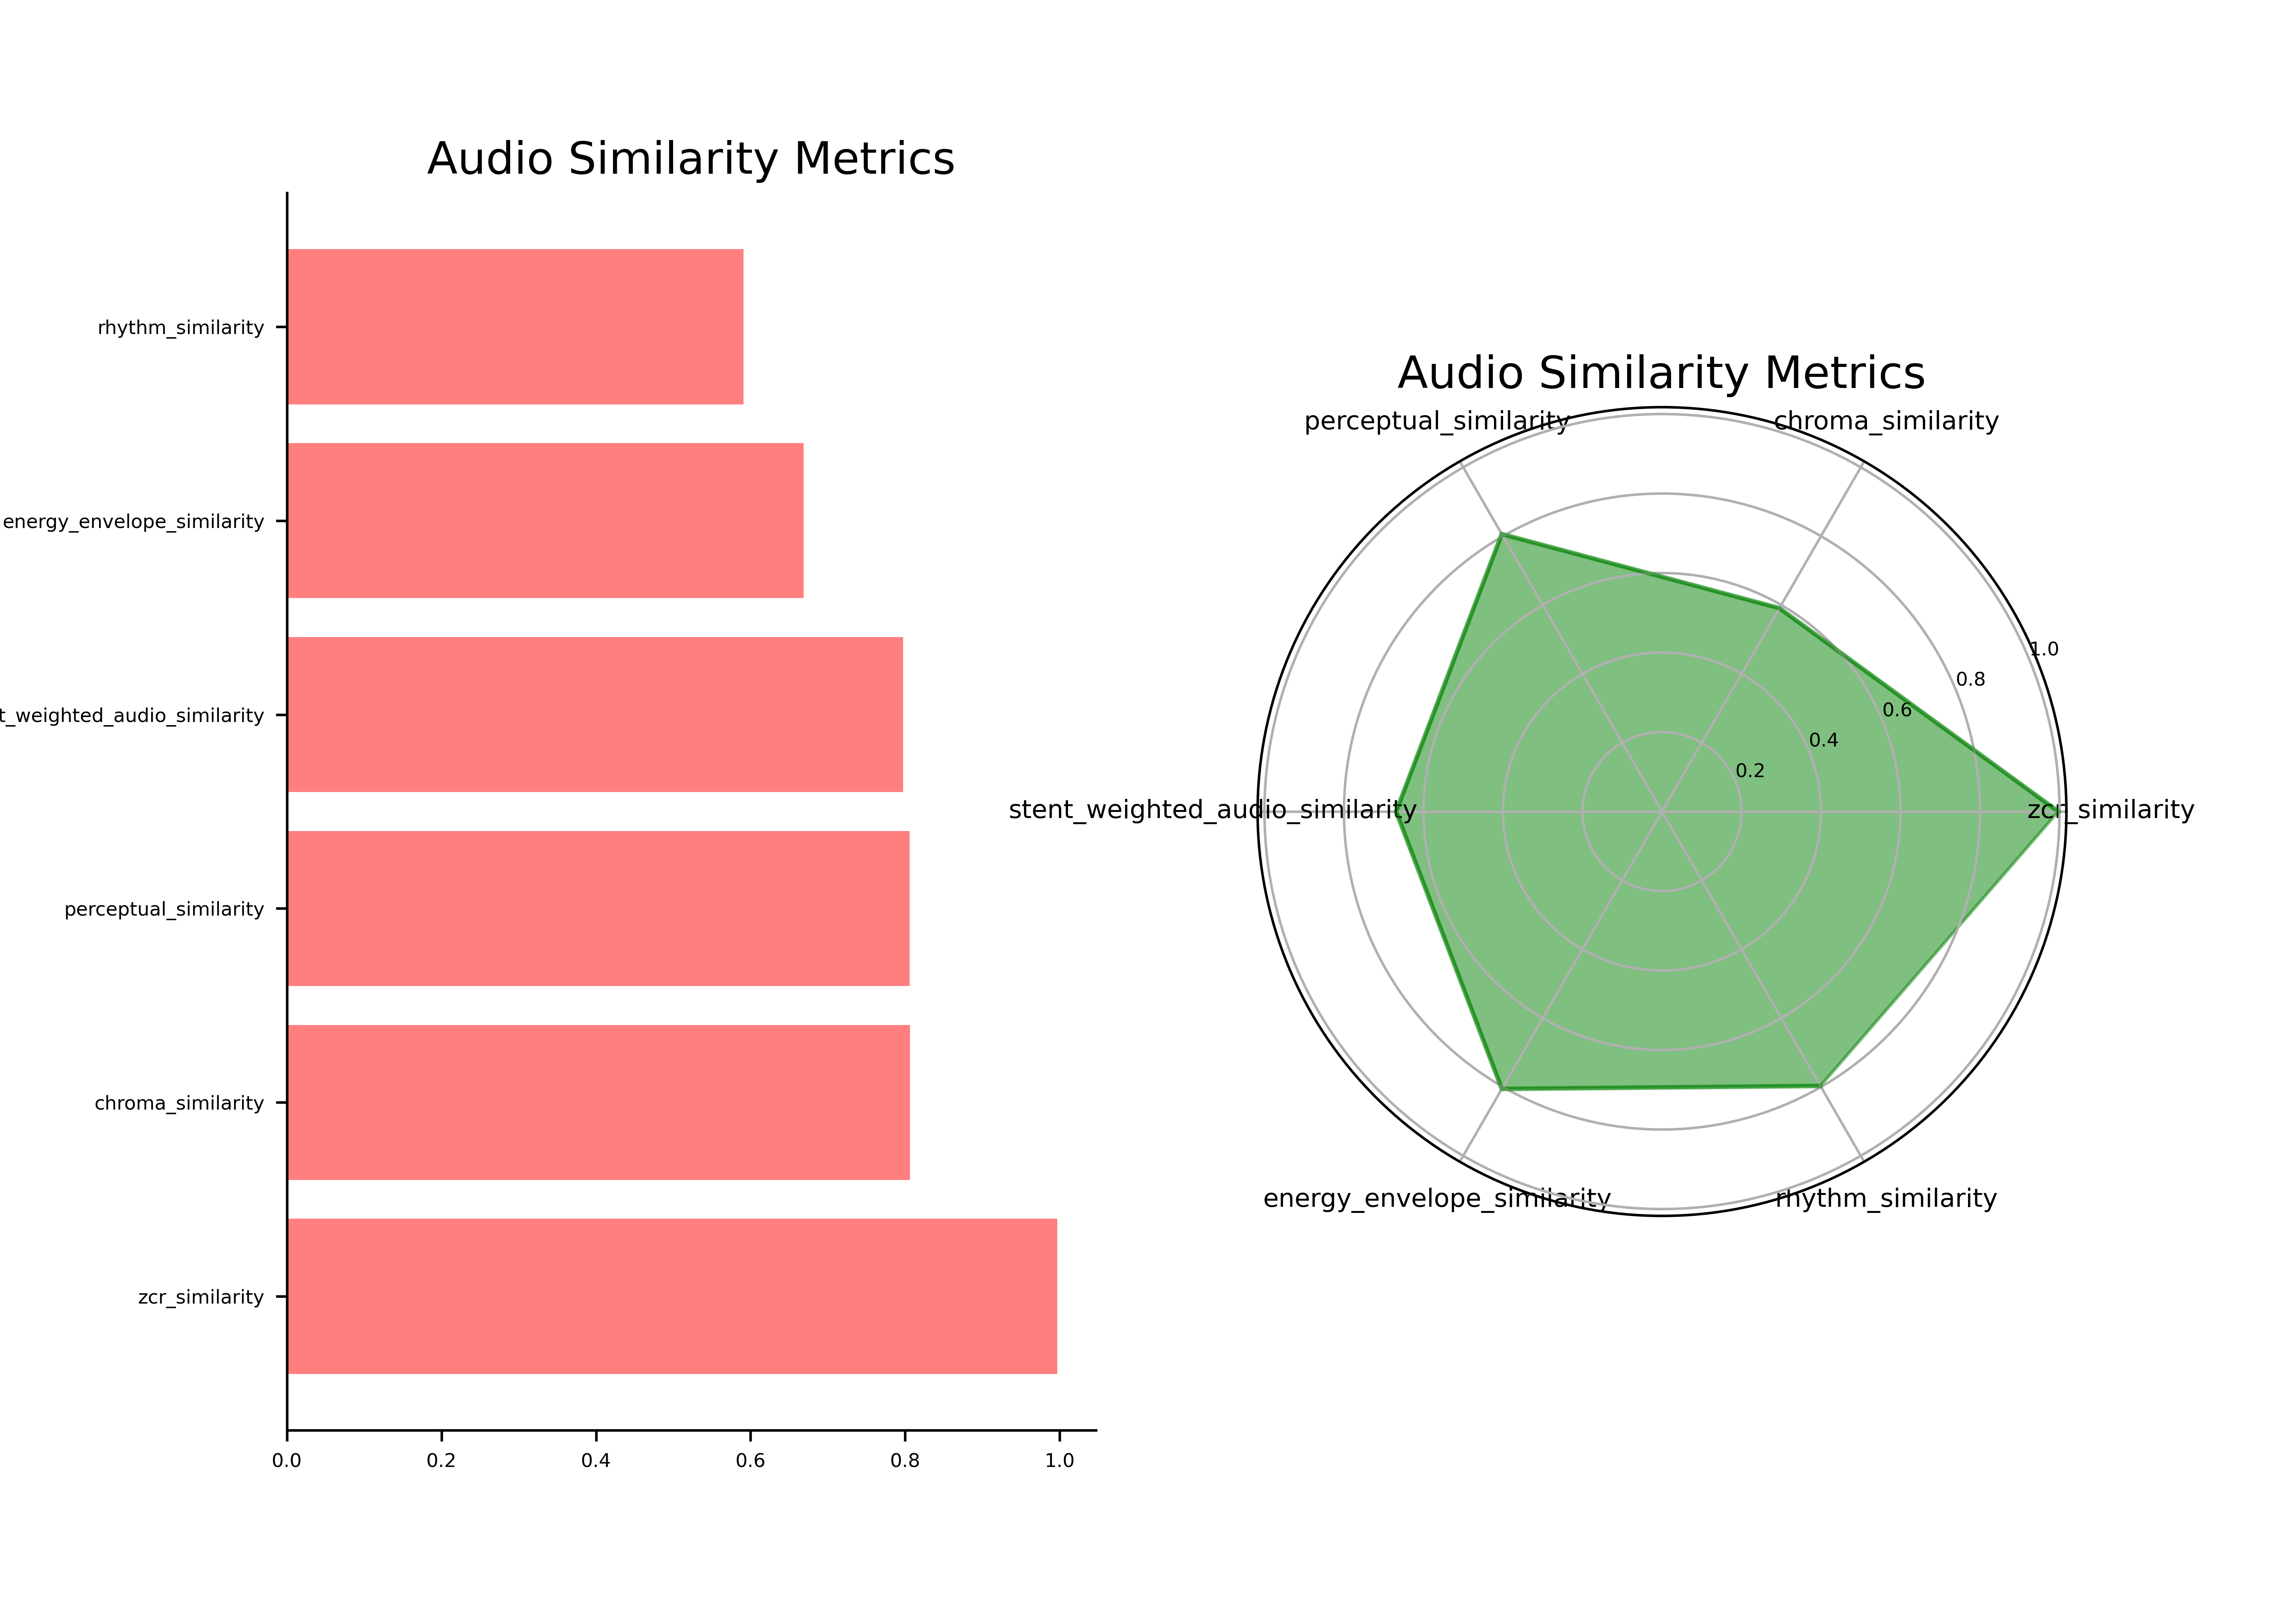 Audio Similarity Metrics
rhythm_similarity
energy_envelope_similarity
t_weighted_audio_similarity
perceptual_similarity
chroma_similarity
zcr_similarity
0.0 0.2 0.4 0.6 0.8 1.0
Audio Similarity Metrics
perceptual_similarity chroma_similarity
1.0
0.8
0.6
0.4
0.2
stent_weighted_audio_similarity zcr_similarity
energy_envelope_similarity rhythm_similarity